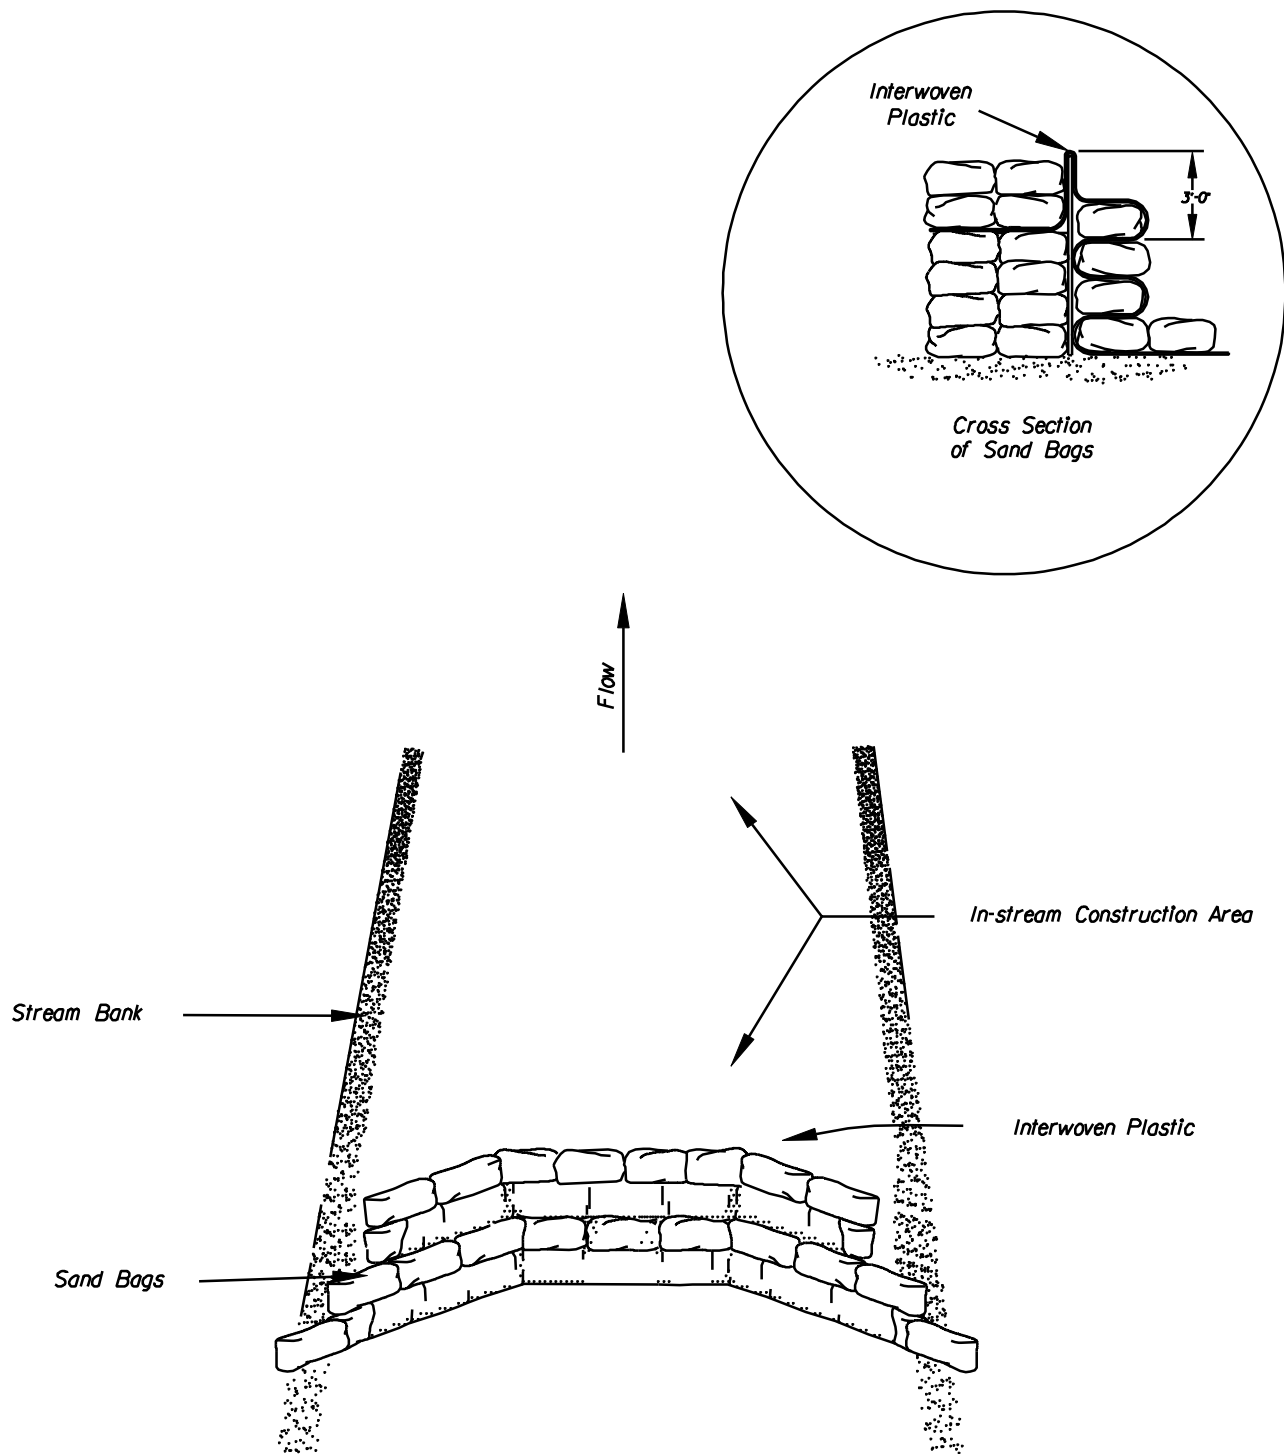 Interwoven
Plastic
3'-0"
Cross Section
of Sand Bags
Flow
In-stream Construction Area
Stream Bank
Interwoven Plastic
Sand Bags